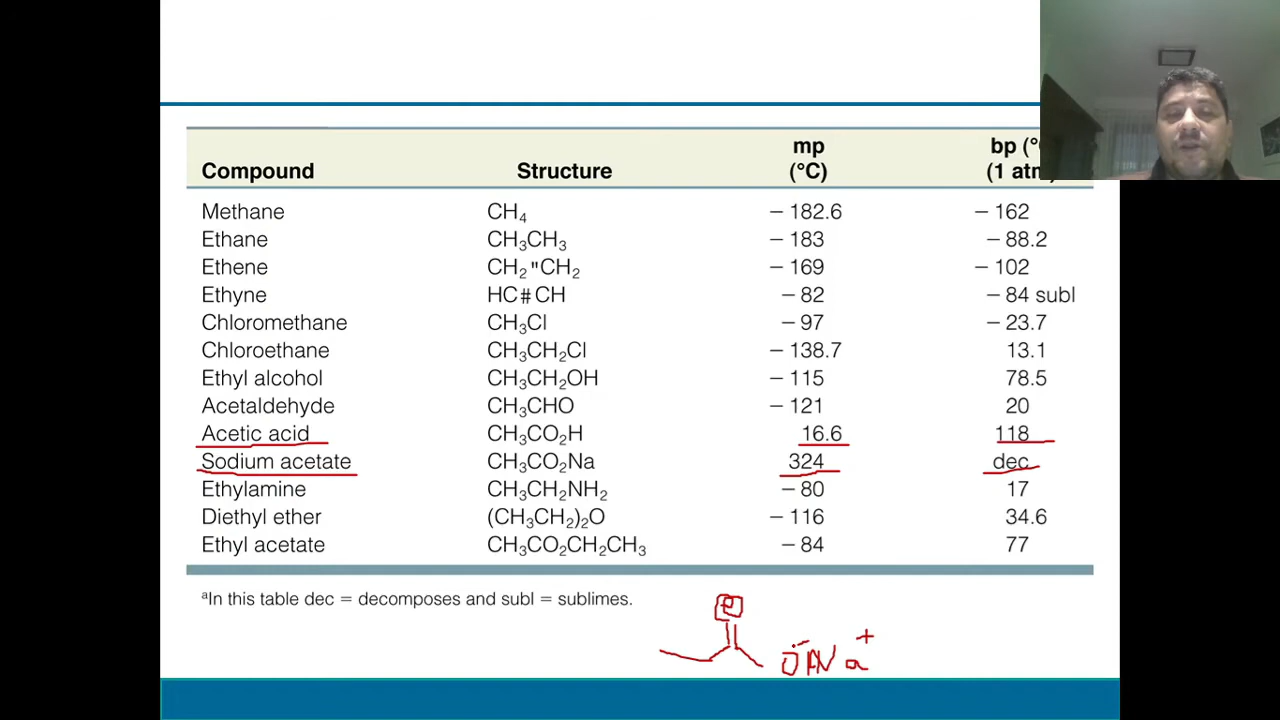 Compound Structure mp (°C) bp (° (1 atm)
Methane CH₄ − 182.6 − 162
Ethane CH₃CH₃ − 183 − 88.2
Ethene CH₂"CH₂ − 169 − 102
Ethyne HC#CH − 82 − 84 subl
Chloromethane CH₃Cl − 97 − 23.7
Chloroethane CH₃CH₂Cl − 138.7 13.1
Ethyl alcohol CH₃CH₂OH − 115 78.5
Acetaldehyde CH₃CHO − 121 20
Acetic acid CH₃CO₂H 16.6 118
Sodium acetate CH₃CO₂Na 324 dec
Ethylamine CH₃CH₂NH₂ − 80 17
Diethyl ether (CH₃CH₂)₂O − 116 34.6
Ethyl acetate CH₃CO₂CH₂CH₃ − 84 77
ᵃIn this table dec = decomposes and subl = sublimes.